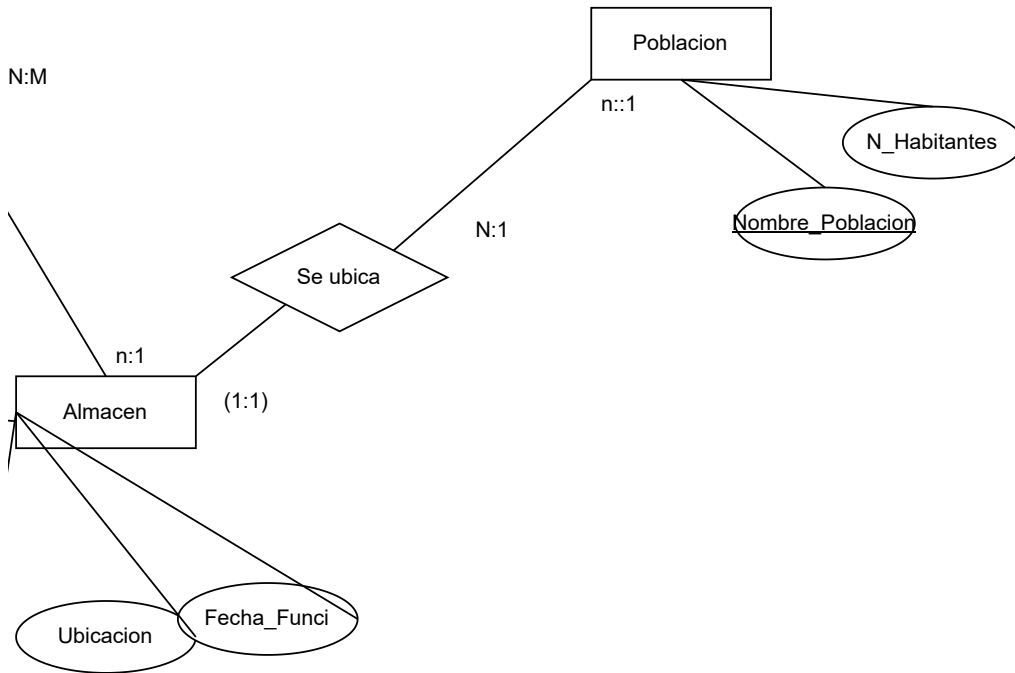 Poblacion
N:M
n::1
N_Habitantes
Nombre_Poblacion
N:1
Se ubica
n:1
(1:1)
Almacen
Fecha_Funci
Ubicacion